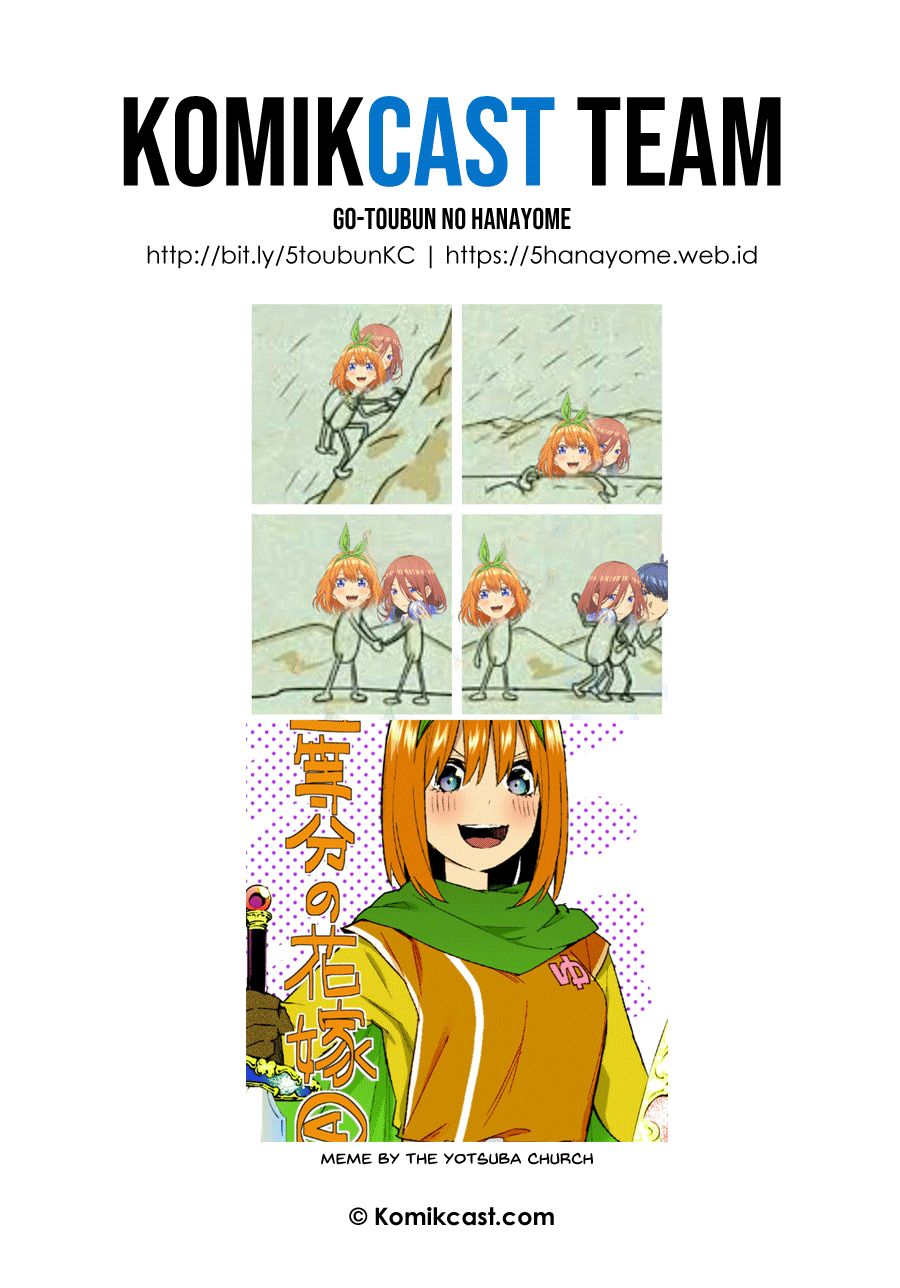 KOMIKCAST TEAM
GO-TOUBUN NO HANAYOME
http://bit.ly/5toubunKC | https://5hanayome.web.id
等分の花嫁
A
ゆ
MEME BY THE YOTSUBA CHURCH
© Komikcast.com